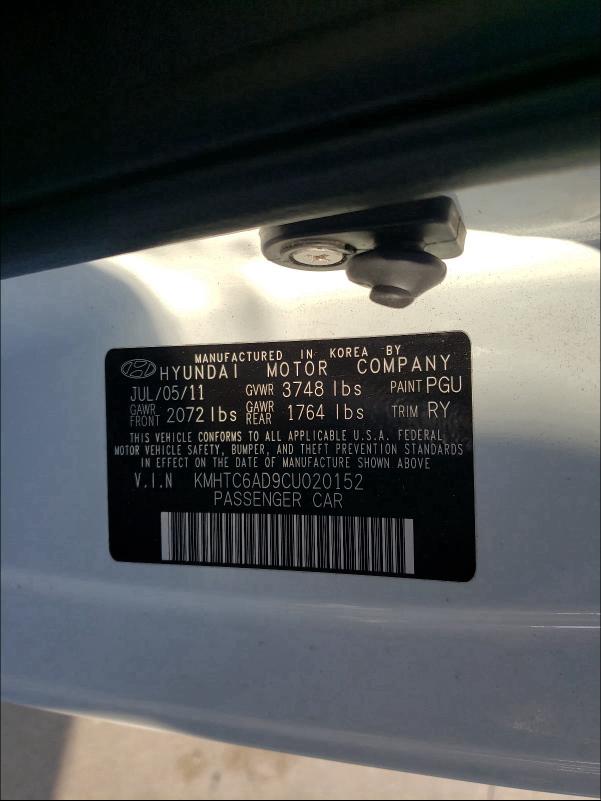 MANUFACTURED IN KOREA BY
HYUNDAI MOTOR COMPANY
JUL/05/11 GVWR 3748 lbs PAINT PGU
GAWR FRONT 2072 lbs GAWR REAR 1764 lbs TRIM RY
THIS VEHICLE CONFORMS TO ALL APPLICABLE U.S.A. FEDERAL
MOTOR VEHICLE SAFETY, BUMPER, AND THEFT PREVENTION STANDARDS
IN EFFECT ON THE DATE OF MANUFACTURE SHOWN ABOVE
V.I.N KMHTC6AD9CU020152
PASSENGER CAR